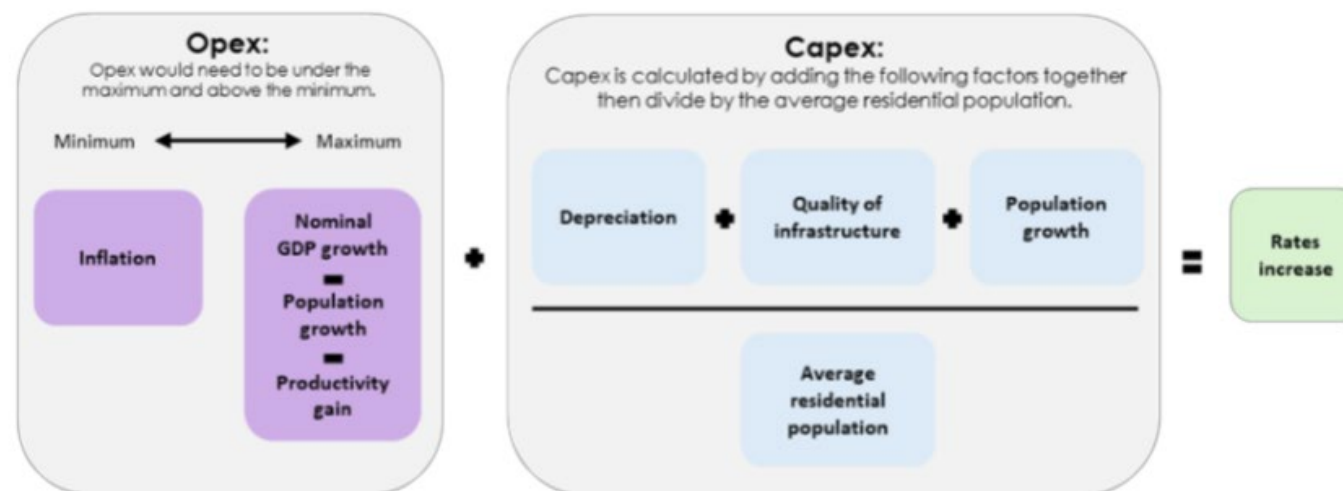 Opex:
Opex would need to be under the
maximum and above the minimum.
Minimum
Maximum
Inflation
Nominal
GDP growth
-
Population
growth
-
Productivity
gain
+
Capex:
Capex is calculated by adding the following factors together
then divide by the average residential population.
Depreciation
+
Quality of
infrastructure
+
Population
growth
Average
residential
population
=
Rates
increase